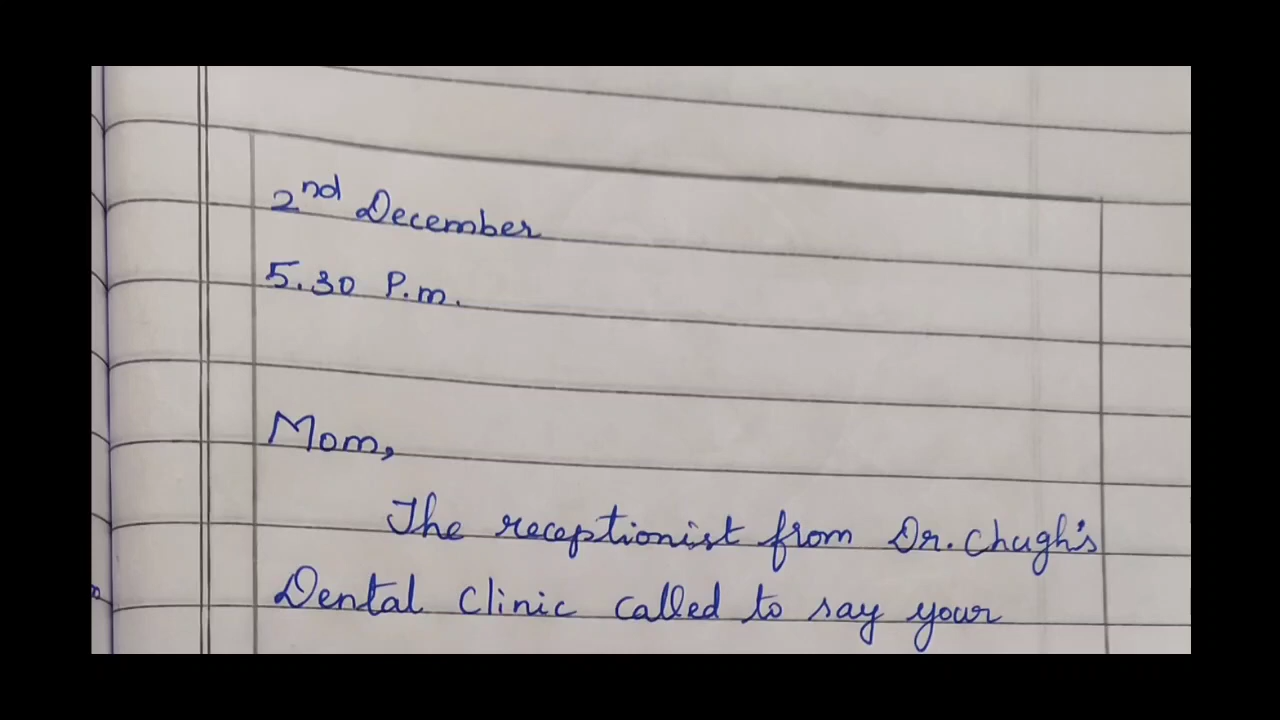 2nd December
5.30 P.m.
Mom,
The receptionist from Dr. Chugh's
Dental Clinic called to say your